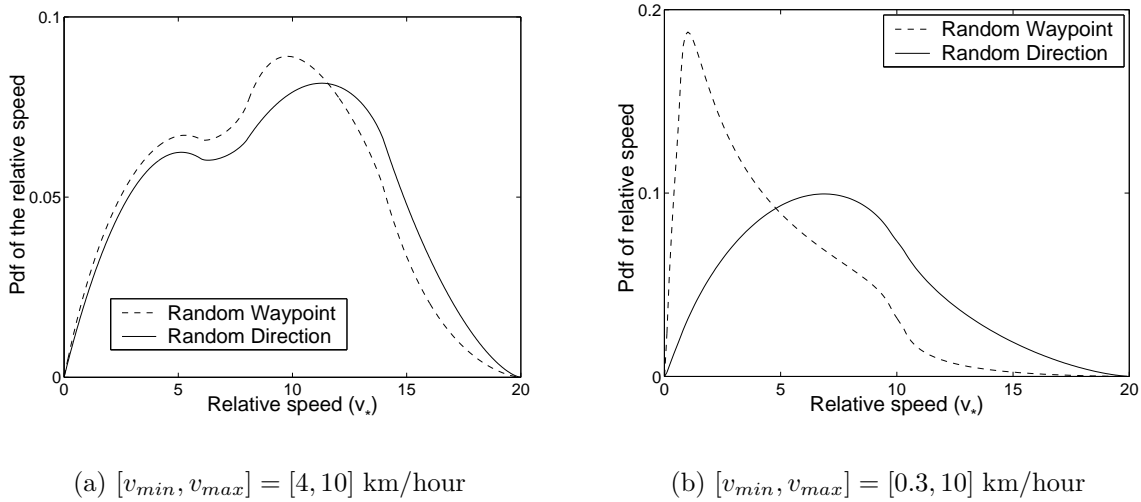 0.1
0.05
0
Pdf of the relative speed
Random Waypoint
Random Direction
0 5 10 15 20
Relative speed (v*)
(a) [vmin, vmax] = [4, 10] km/hour
0.2
0.1
0
Pdf of relative speed
Random Waypoint
Random Direction
0 5 10 15 20
Relative speed (v*)
(b) [vmin, vmax] = [0.3, 10] km/hour